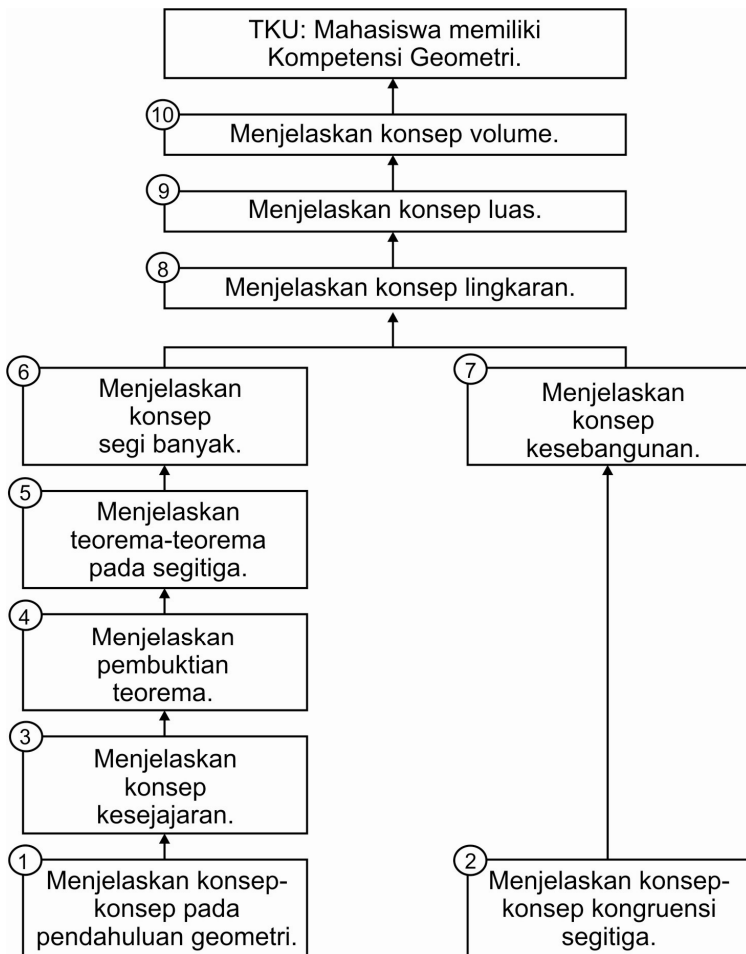 TKU: Mahasiswa memiliki
Kompetensi Geometri.
10
Menjelaskan konsep volume.
9
Menjelaskan konsep luas.
8
Menjelaskan konsep lingkaran.
6
Menjelaskan
konsep
segi banyak.
7
Menjelaskan
konsep
kesebangunan.
5
Menjelaskan
teorema-teorema
pada segitiga.
4
Menjelaskan
pembuktian
teorema.
3
Menjelaskan
konsep
kesejajaran.
1
Menjelaskan konsep-
konsep pada
pendahuluan geometri.
2
Menjelaskan konsep-
konsep kongruensi
segitiga.